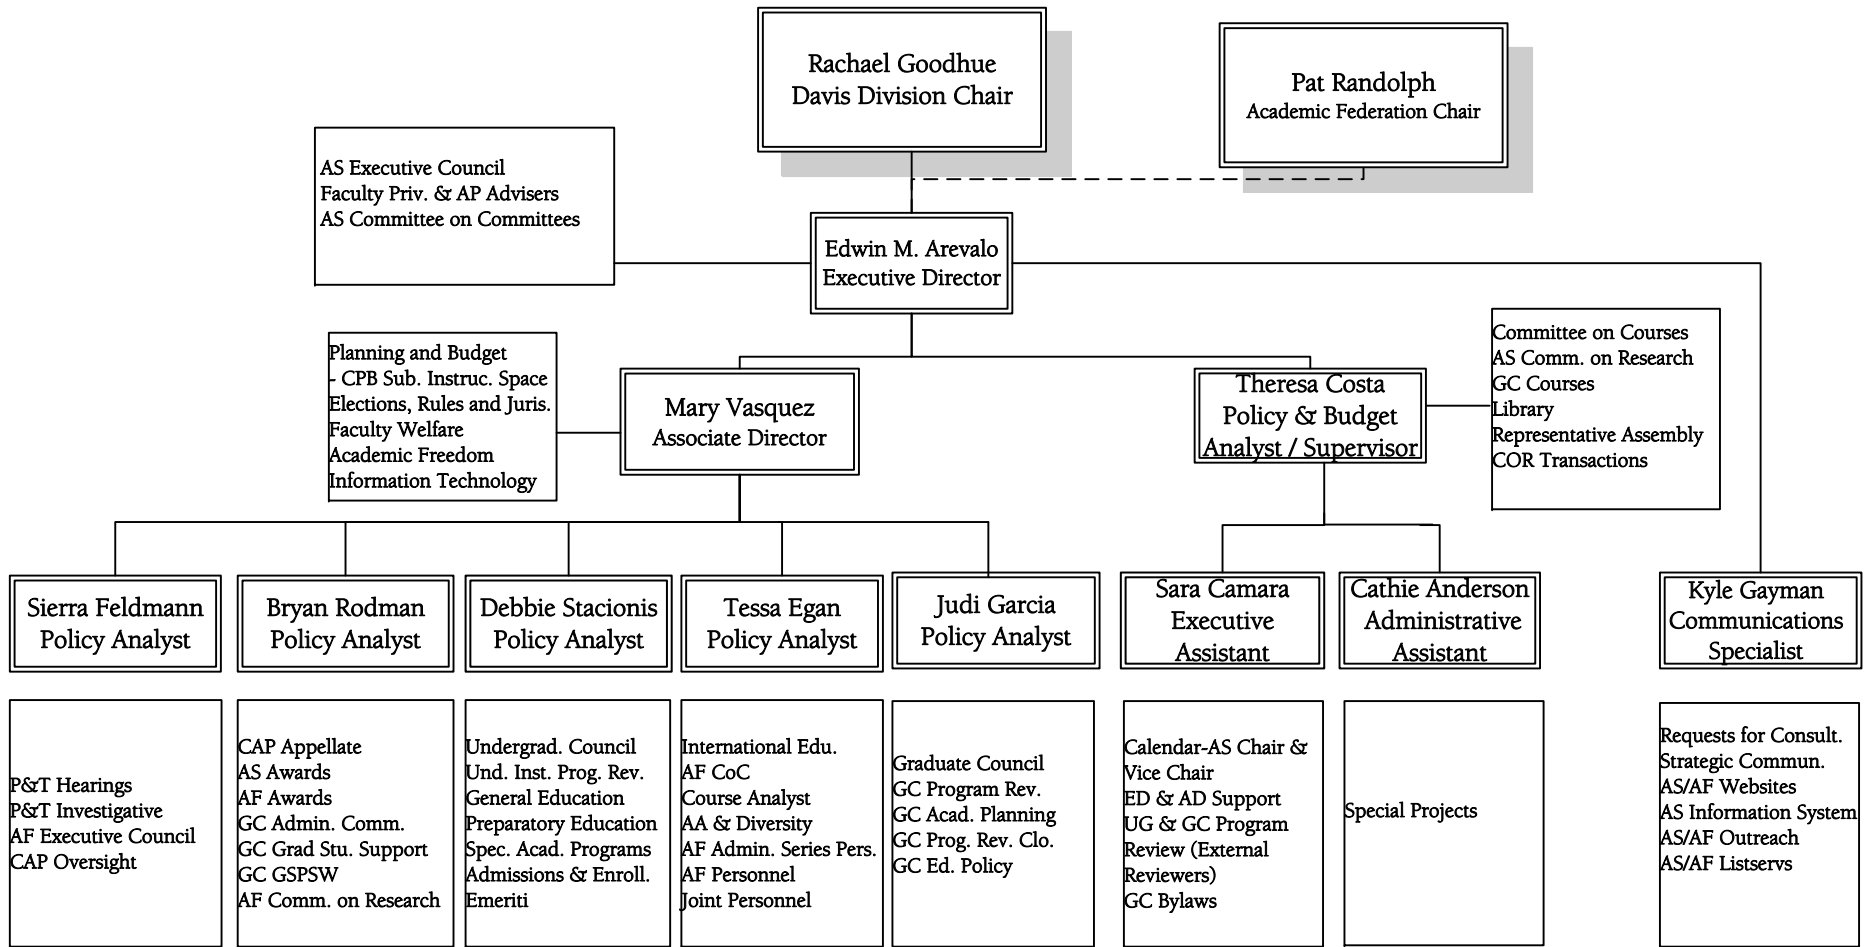 Rachael Goodhue
Davis Division Chair
Pat Randolph
Academic Federation Chair
AS Executive Council
Faculty Priv. & AP Advisers
AS Committee on Committees
Edwin M. Arevalo
Executive Director
Planning and Budget
- CPB Sub. Instruc. Space
Elections, Rules and Juris.
Faculty Welfare
Academic Freedom
Information Technology
Mary Vasquez
Associate Director
Theresa Costa
Policy & Budget
Analyst / Supervisor
Committee on Courses
AS Comm. on Research
GC Courses
Library
Representative Assembly
COR Transactions
Sierra Feldmann
Policy Analyst
Bryan Rodman
Policy Analyst
Debbie Stacionis
Policy Analyst
Tessa Egan
Policy Analyst
Judi Garcia
Policy Analyst
Sara Camara
Executive
Assistant
Cathie Anderson
Administrative
Assistant
Kyle Gayman
Communications
Specialist
P&T Hearings
P&T Investigative
AF Executive Council
CAP Oversight
CAP Appellate
AS Awards
AF Awards
GC Admin. Comm.
GC Grad Stu. Support
GC GSPSW
AF Comm. on Research
Undergrad. Council
Und. Inst. Prog. Rev.
General Education
Preparatory Education
Spec. Acad. Programs
Admissions & Enroll.
Emeriti
International Edu.
AF CoC
Course Analyst
AA & Diversity
AF Admin. Series Pers.
AF Personnel
Joint Personnel
Graduate Council
GC Program Rev.
GC Acad. Planning
GC Prog. Rev. Clo.
GC Ed. Policy
Calendar-AS Chair &
Vice Chair
ED & AD Support
UG & GC Program
Review (External
Reviewers)
GC Bylaws
Special Projects
Requests for Consult.
Strategic Commun.
AS/AF Websites
AS Information System
AS/AF Outreach
AS/AF Listservs